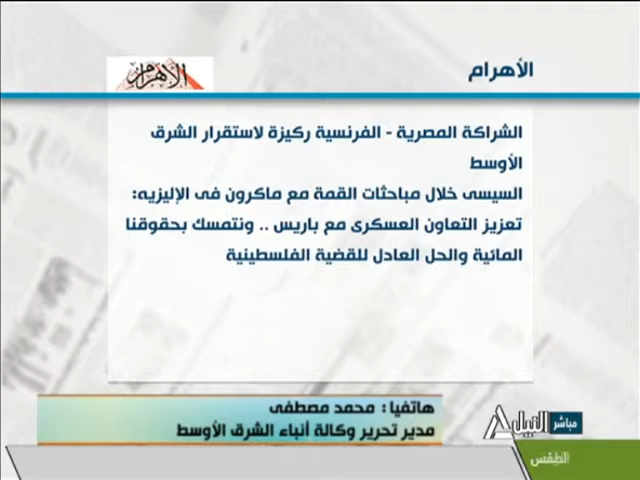 الأهرام
الأهرام
الشراكة المصرية - الفرنسية ركيزة لاستقرار الشرق
الأوسط
السيسى خلال مباحثات القمة مع ماكرون فى الإليزيه:
تعزيز التعاون العسكرى مع باريس .. ونتمسك بحقوقنا
المائية والحل العادل للقضية الفلسطينية
هاتفيا : محمد مصطفى
مدير تحرير وكالة أنباء الشرق الأوسط
النيل
مباشر
الطقس